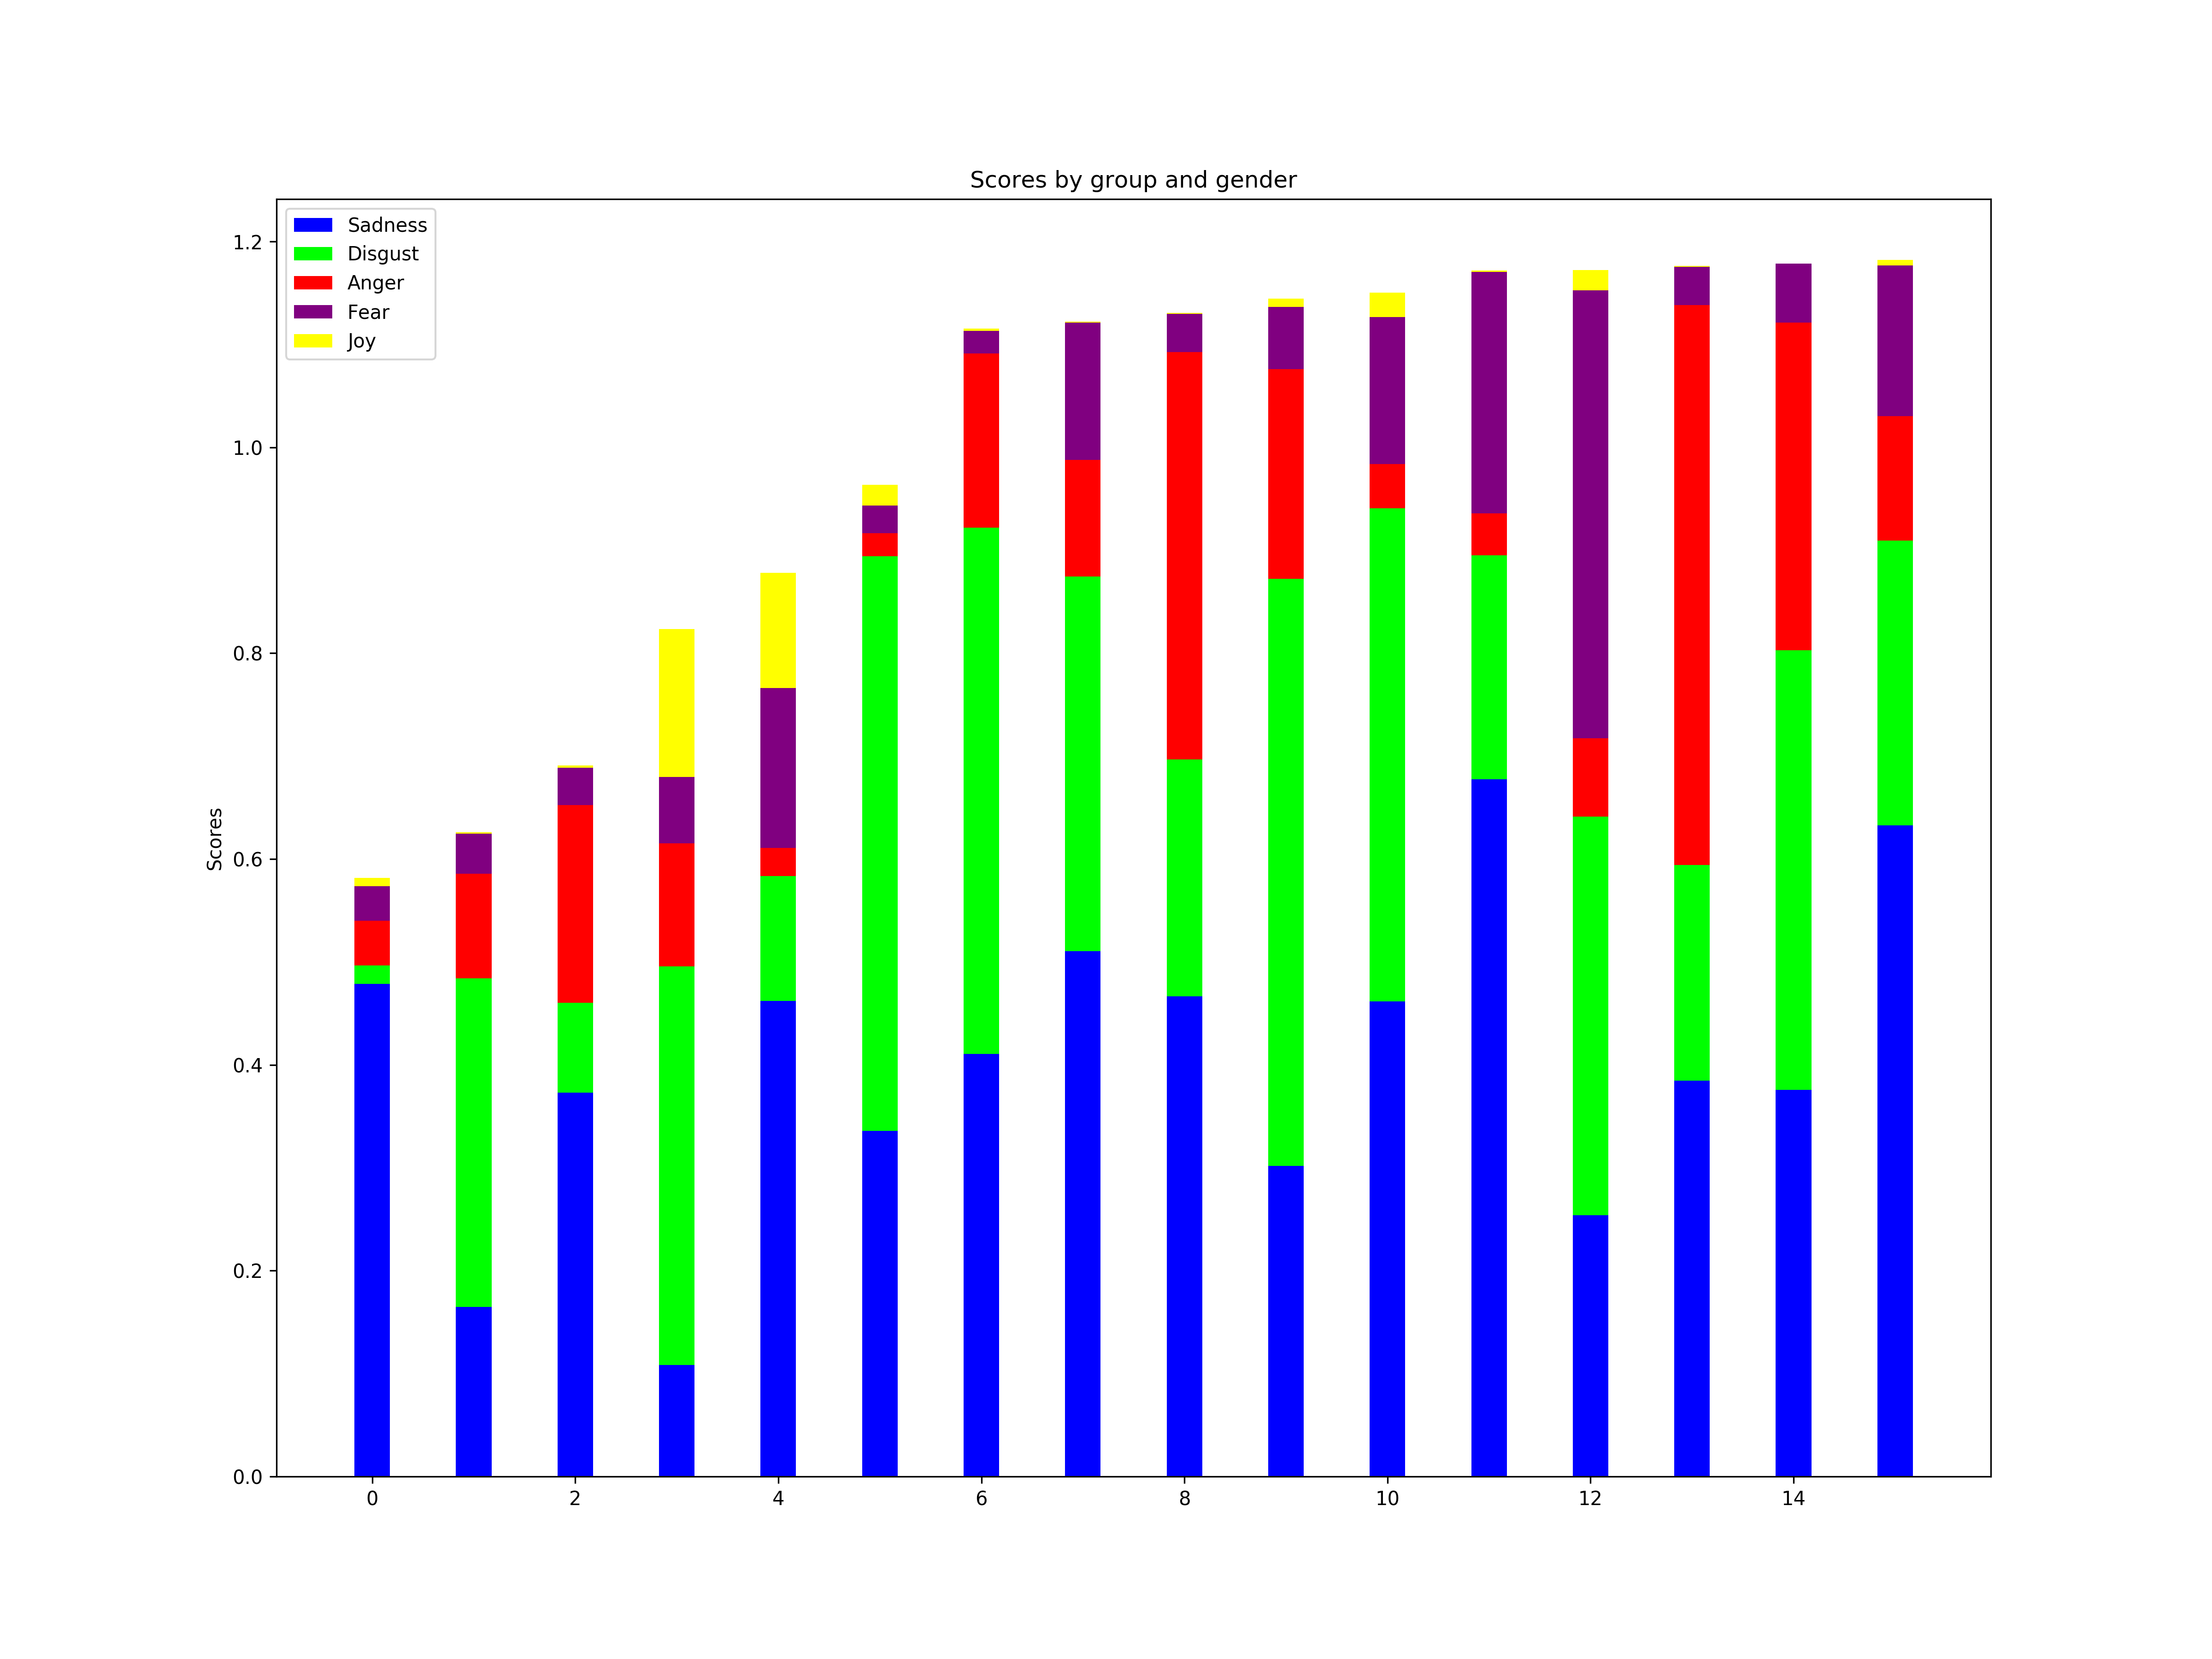 Scores by group and gender
Sadness
Disgust
Anger
Fear
Joy
Scores
1.2
1.0
0.8
0.6
0.4
0.2
0.0
0 2 4 6 8 10 12 14